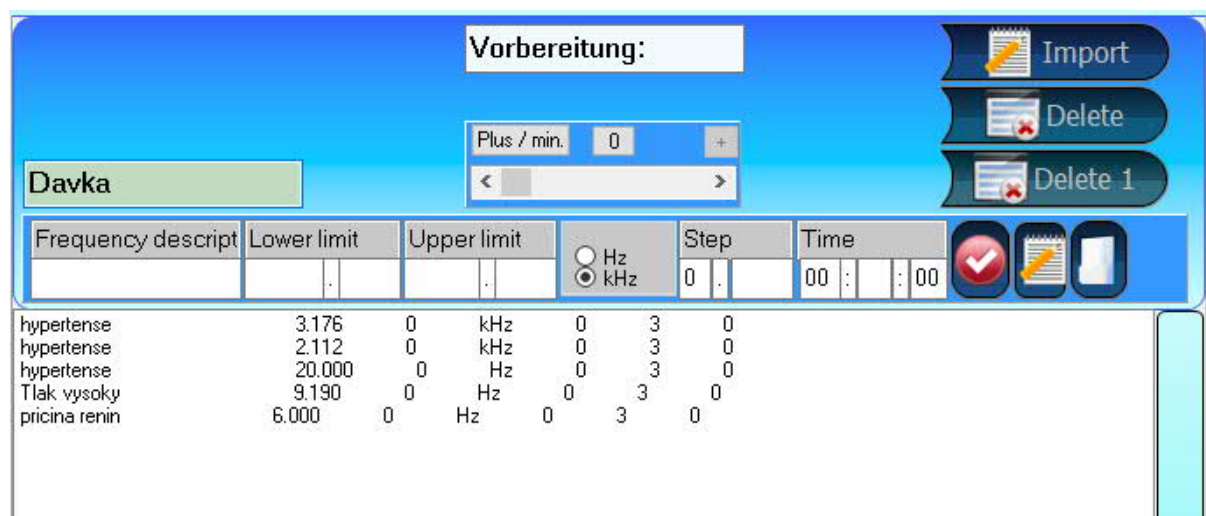 Vorbereitung:
Import
Delete
Plus / min. 0 +
Davka
Delete 1
Frequency descript Lower limit Upper limit Step Time
Hz
kHz
. . 0 . 00 : : 00
hypertense 3.176 0 kHz 0 3 0
hypertense 2.112 0 kHz 0 3 0
hypertense 20.000 0 Hz 0 3 0
Tlak vysoky 9.190 0 Hz 0 3 0
pricina renin 6.000 0 Hz 0 3 0